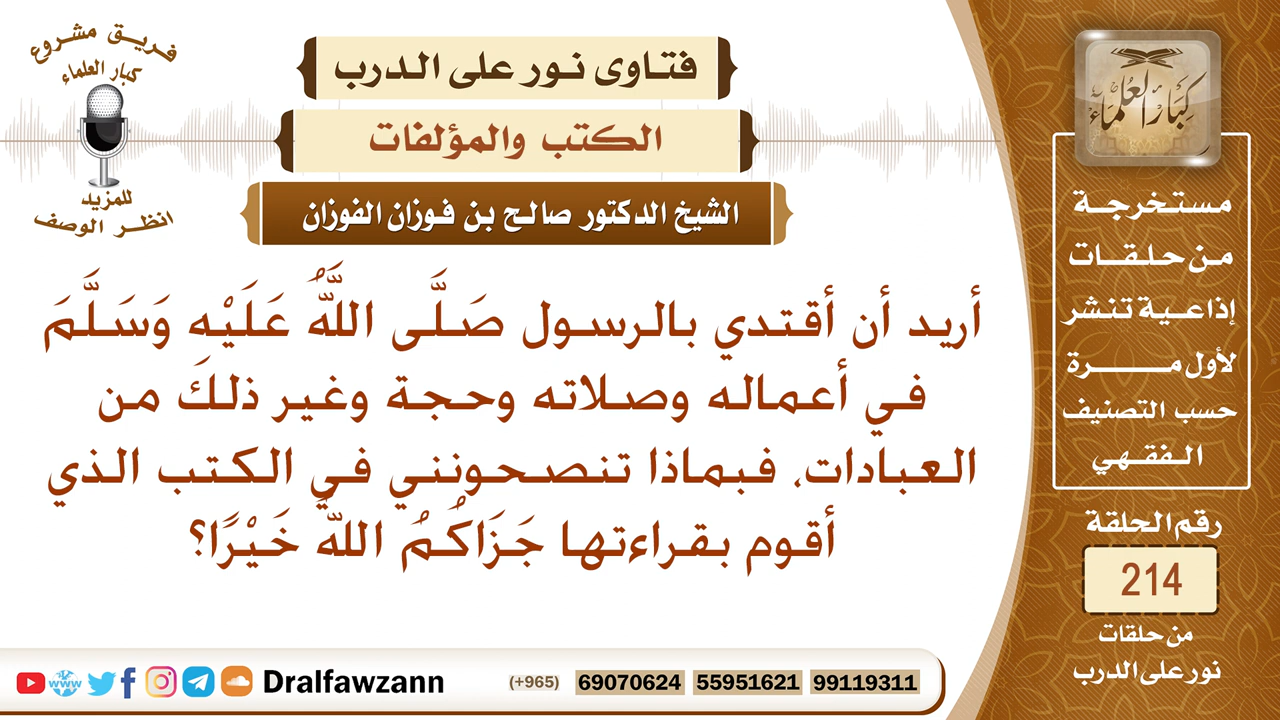 فريق مشروع
كبار العلماء
للمزيد
انظر الوصف
فتاوى نور على الدرب
الكتب والمؤلفات
الشيخ الدكتور صالح بن فوزان الفوزان
أريد أن أقتدي بالرسول صَلَّى اللَّهُ عَلَيْهِ وَسَلَّمَ
في أعماله وصلاته وحجة وغير ذلكَ من
العبادات، فبماذا تنصحونني في الكتب الذي
أقوم بقراءتها جَزَاكُمُ اللهُ خَيْرًا؟
كبار العلماء
مستخرجة
من حلقات
إذاعية تنشر
لأول مرة
حسب التصنيف
الفقهي
رقم الحلقة
214
من حلقات
نور على الدرب
www
Dralfawzann
(+965) 69070624 55951621 99119311